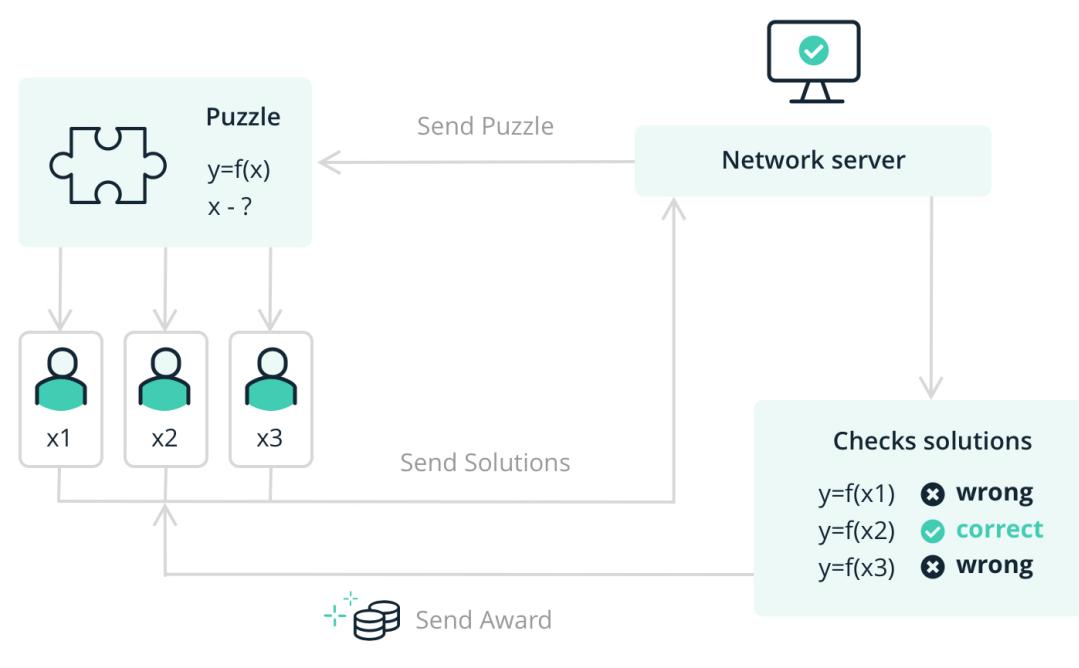 Puzzle
y=f(x)
x - ?
Send Puzzle
Network server
x1
x2
x3
Send Solutions
Checks solutions
y=f(x1) wrong
y=f(x2) correct
y=f(x3) wrong
Send Award